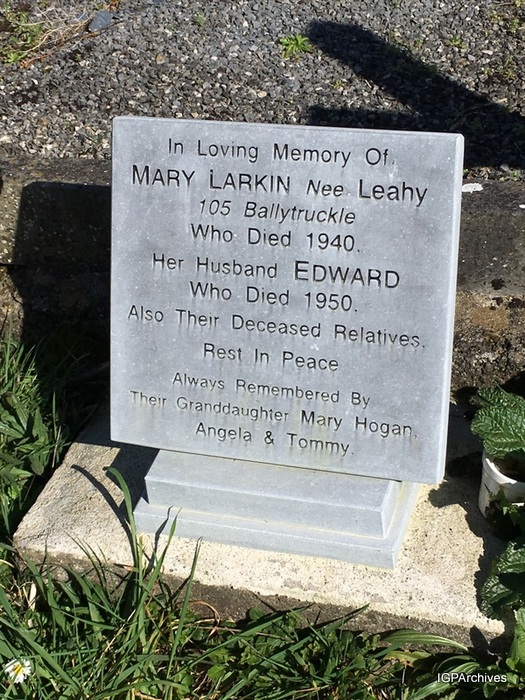 In Loving Memory Of.
MARY LARKIN Nee Leahy
105 Ballytruckle
Who Died 1940.
Her Husband EDWARD
Who Died 1950.
Also Their Deceased Relatives.
Rest In Peace
Always Remembered By
Their Granddaughter Mary Hogan,
Angela & Tommy.
IGPArchives